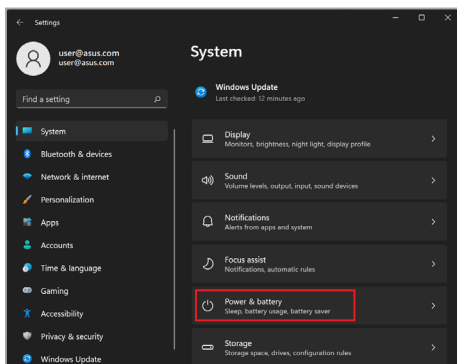 Settings
user@asus.com
user@asus.com
Find a setting
System
Bluetooth & devices
Network & internet
Personalization
Apps
Accounts
Time & language
Gaming
Accessibility
Privacy & security
Windows Update
System
Windows Update
Last checked: 12 minutes ago
Display
Monitors, brightness, night light, display profile
Sound
Volume levels, output, input, sound devices
Notifications
Alerts from apps and system
Focus assist
Notifications, automatic rules
Power & battery
Sleep, battery usage, battery saver
Storage
Storage space, drives, configuration rules